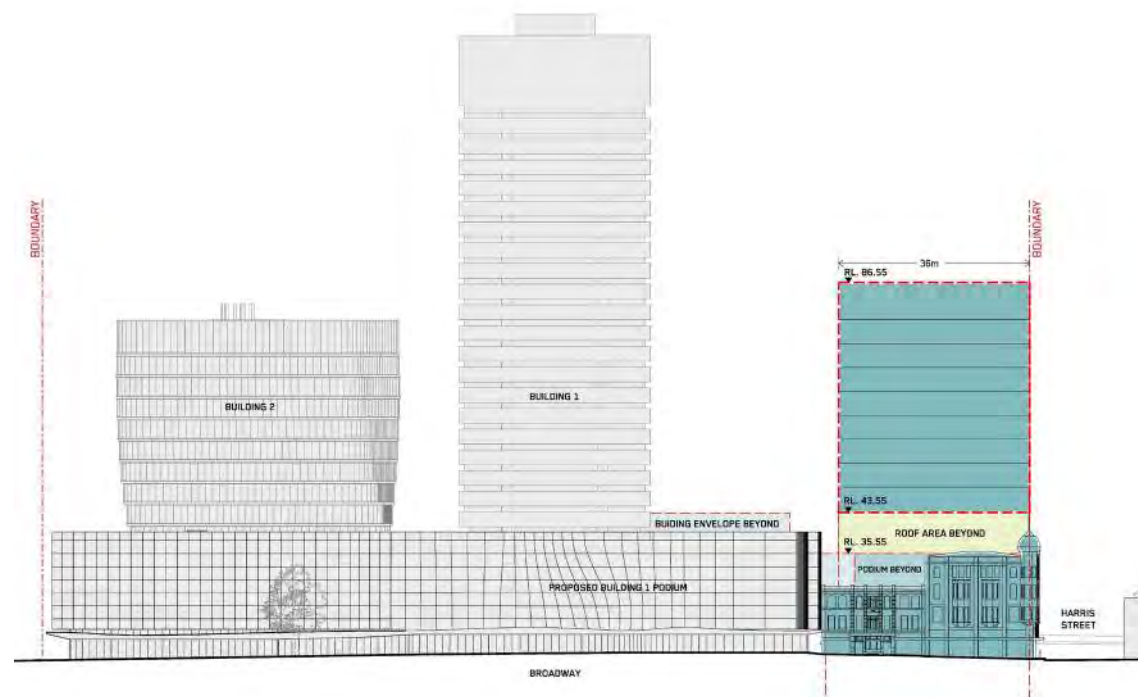 BOUNDARY
BOUNDARY
36m
RL. 86.55
BUILDING 2
BUILDING 1
RL. 43.55
BUIDING ENVELOPE BEYOND
ROOF AREA BEYOND
RL. 35.55
PODIUM BEYOND
PROPOSED BUILDING 1 PODIUM
HARRIS
STREET
BROADWAY